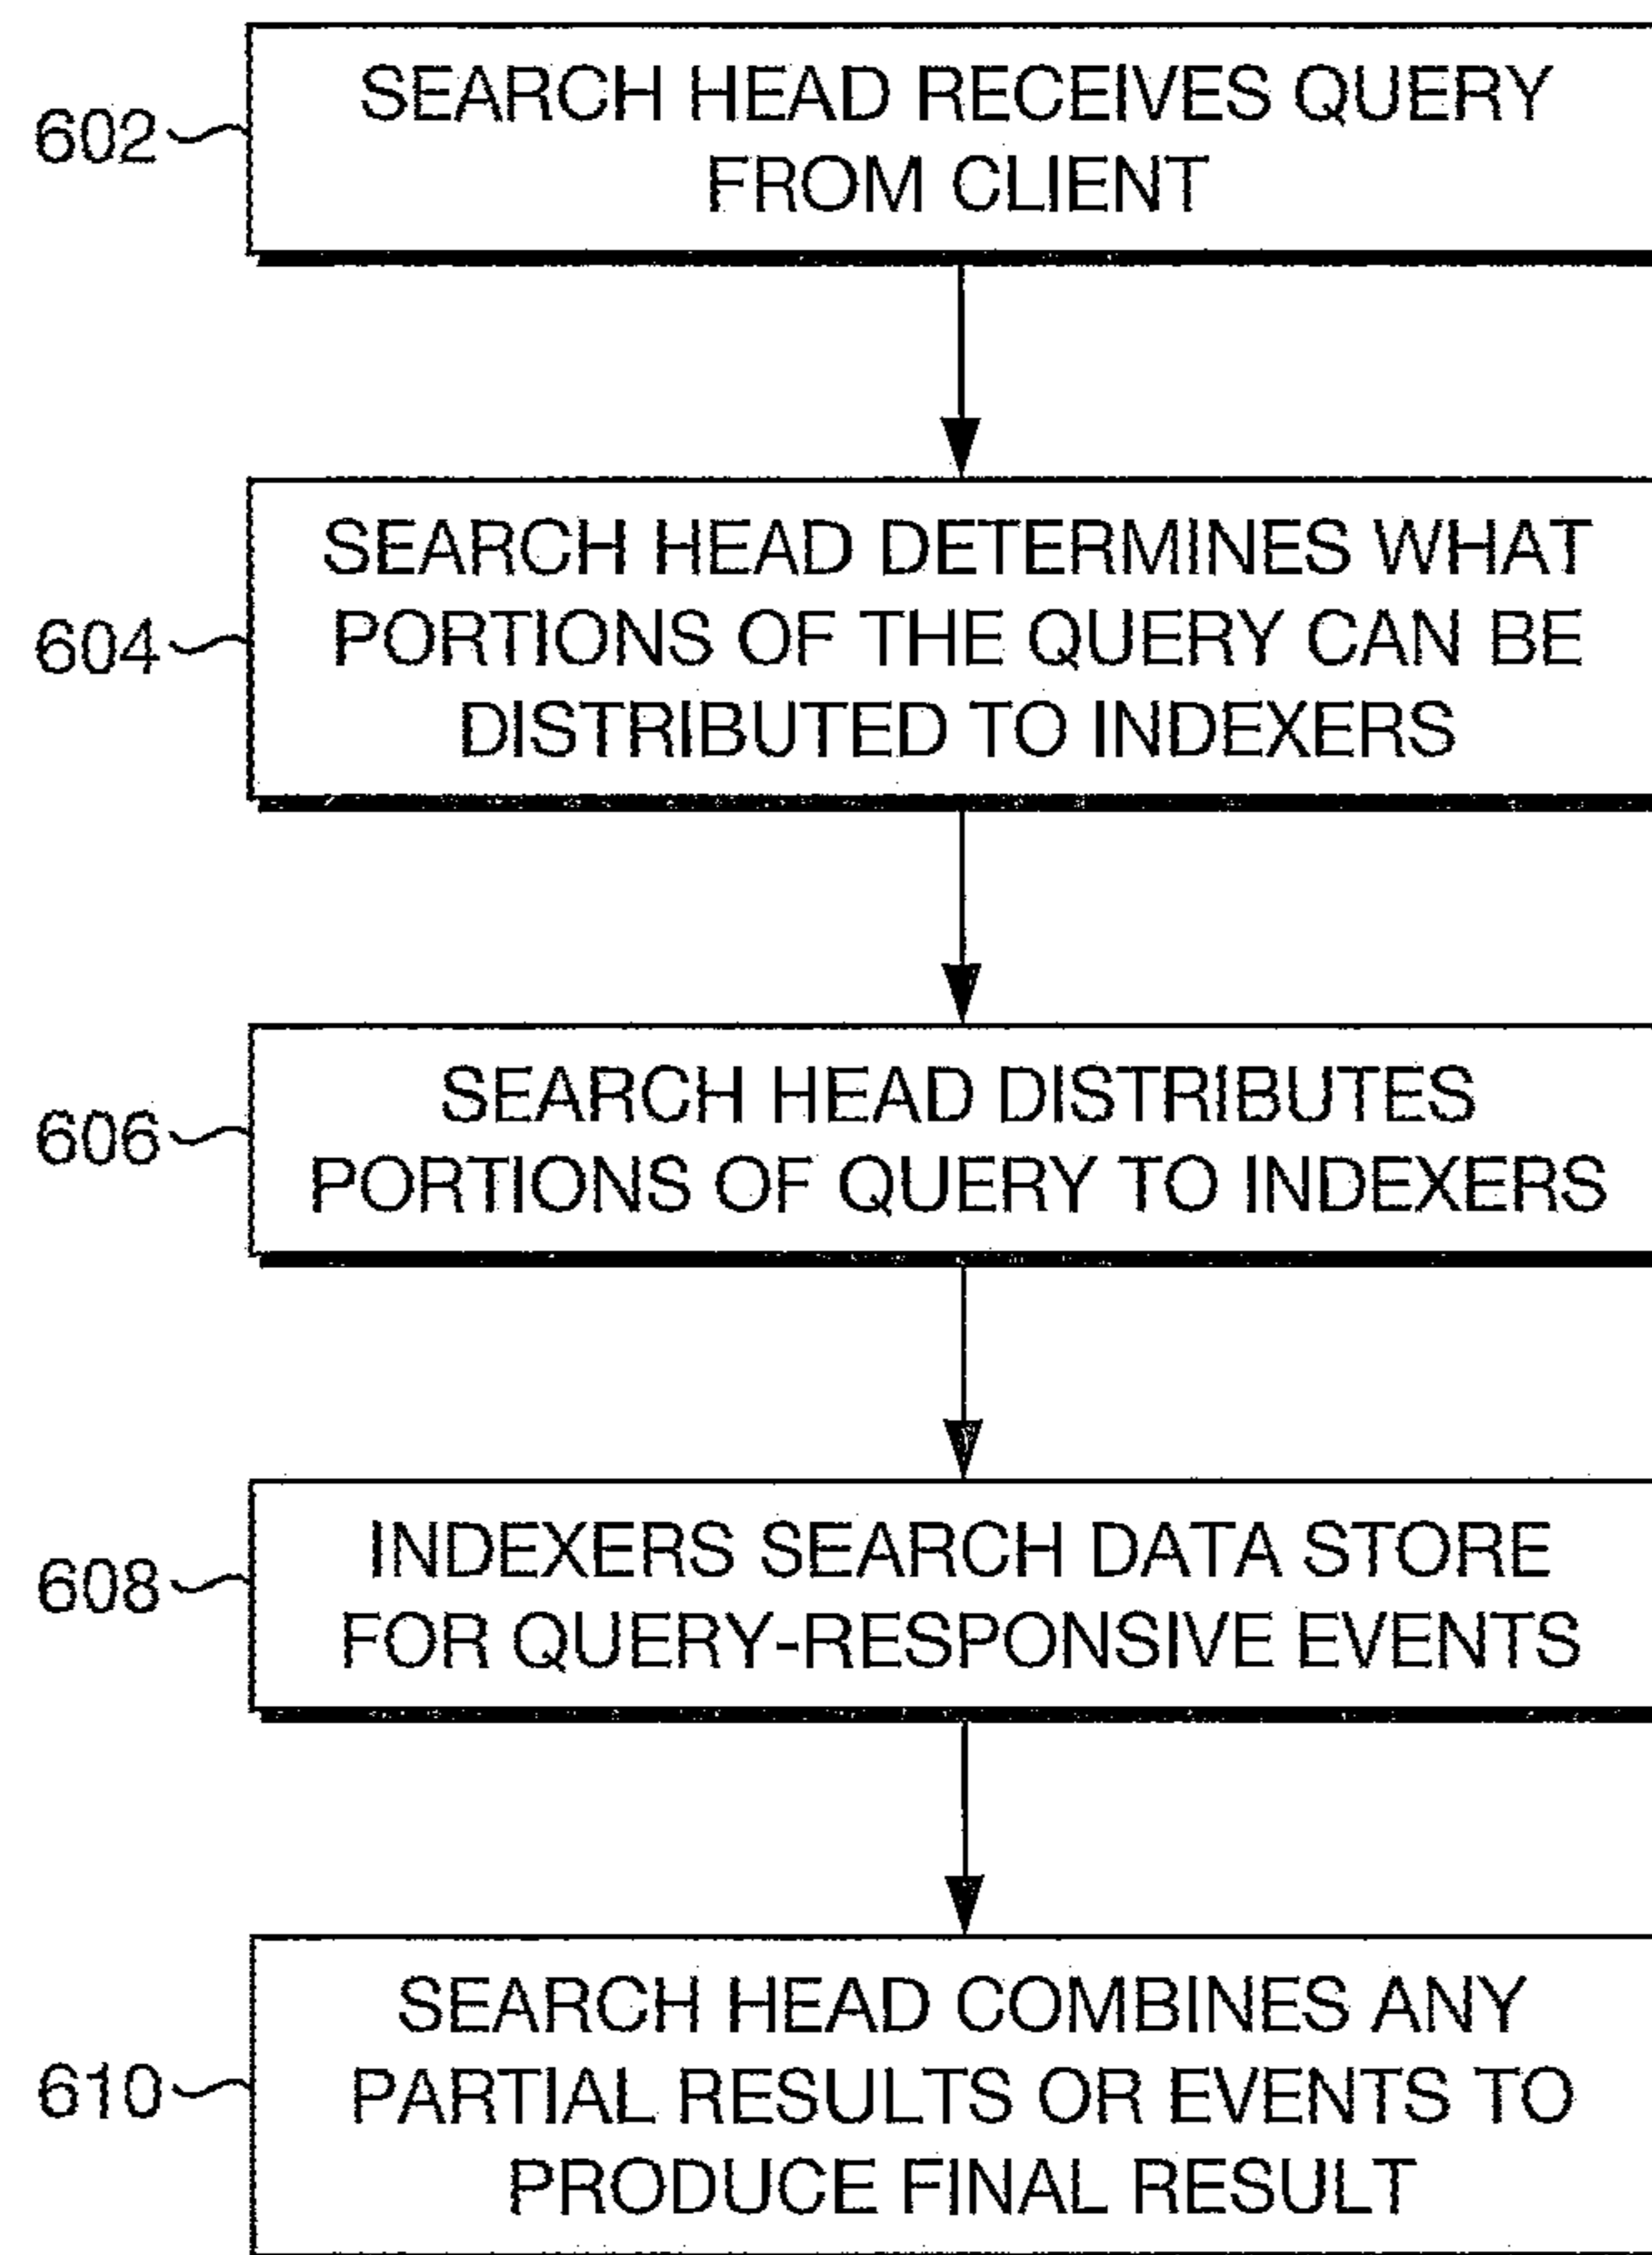 SEARCH HEAD RECEIVES QUERY
602
FROM CLIENT
SEARCH HEAD DETERMINES WHAT
604
PORTIONS OF THE QUERY CAN BE
DISTRIBUTED TO INDEXERS
SEARCH HEAD DISTRIBUTES
606
PORTIONS OF QUERY TO INDEXERS
INDEXERS SEARCH DATA STORE
608
FOR QUERY-RESPONSIVE EVENTS
SEARCH HEAD COMBINES ANY
610
PARTIAL RESULTS OR EVENTS TO
PRODUCE FINAL RESULT